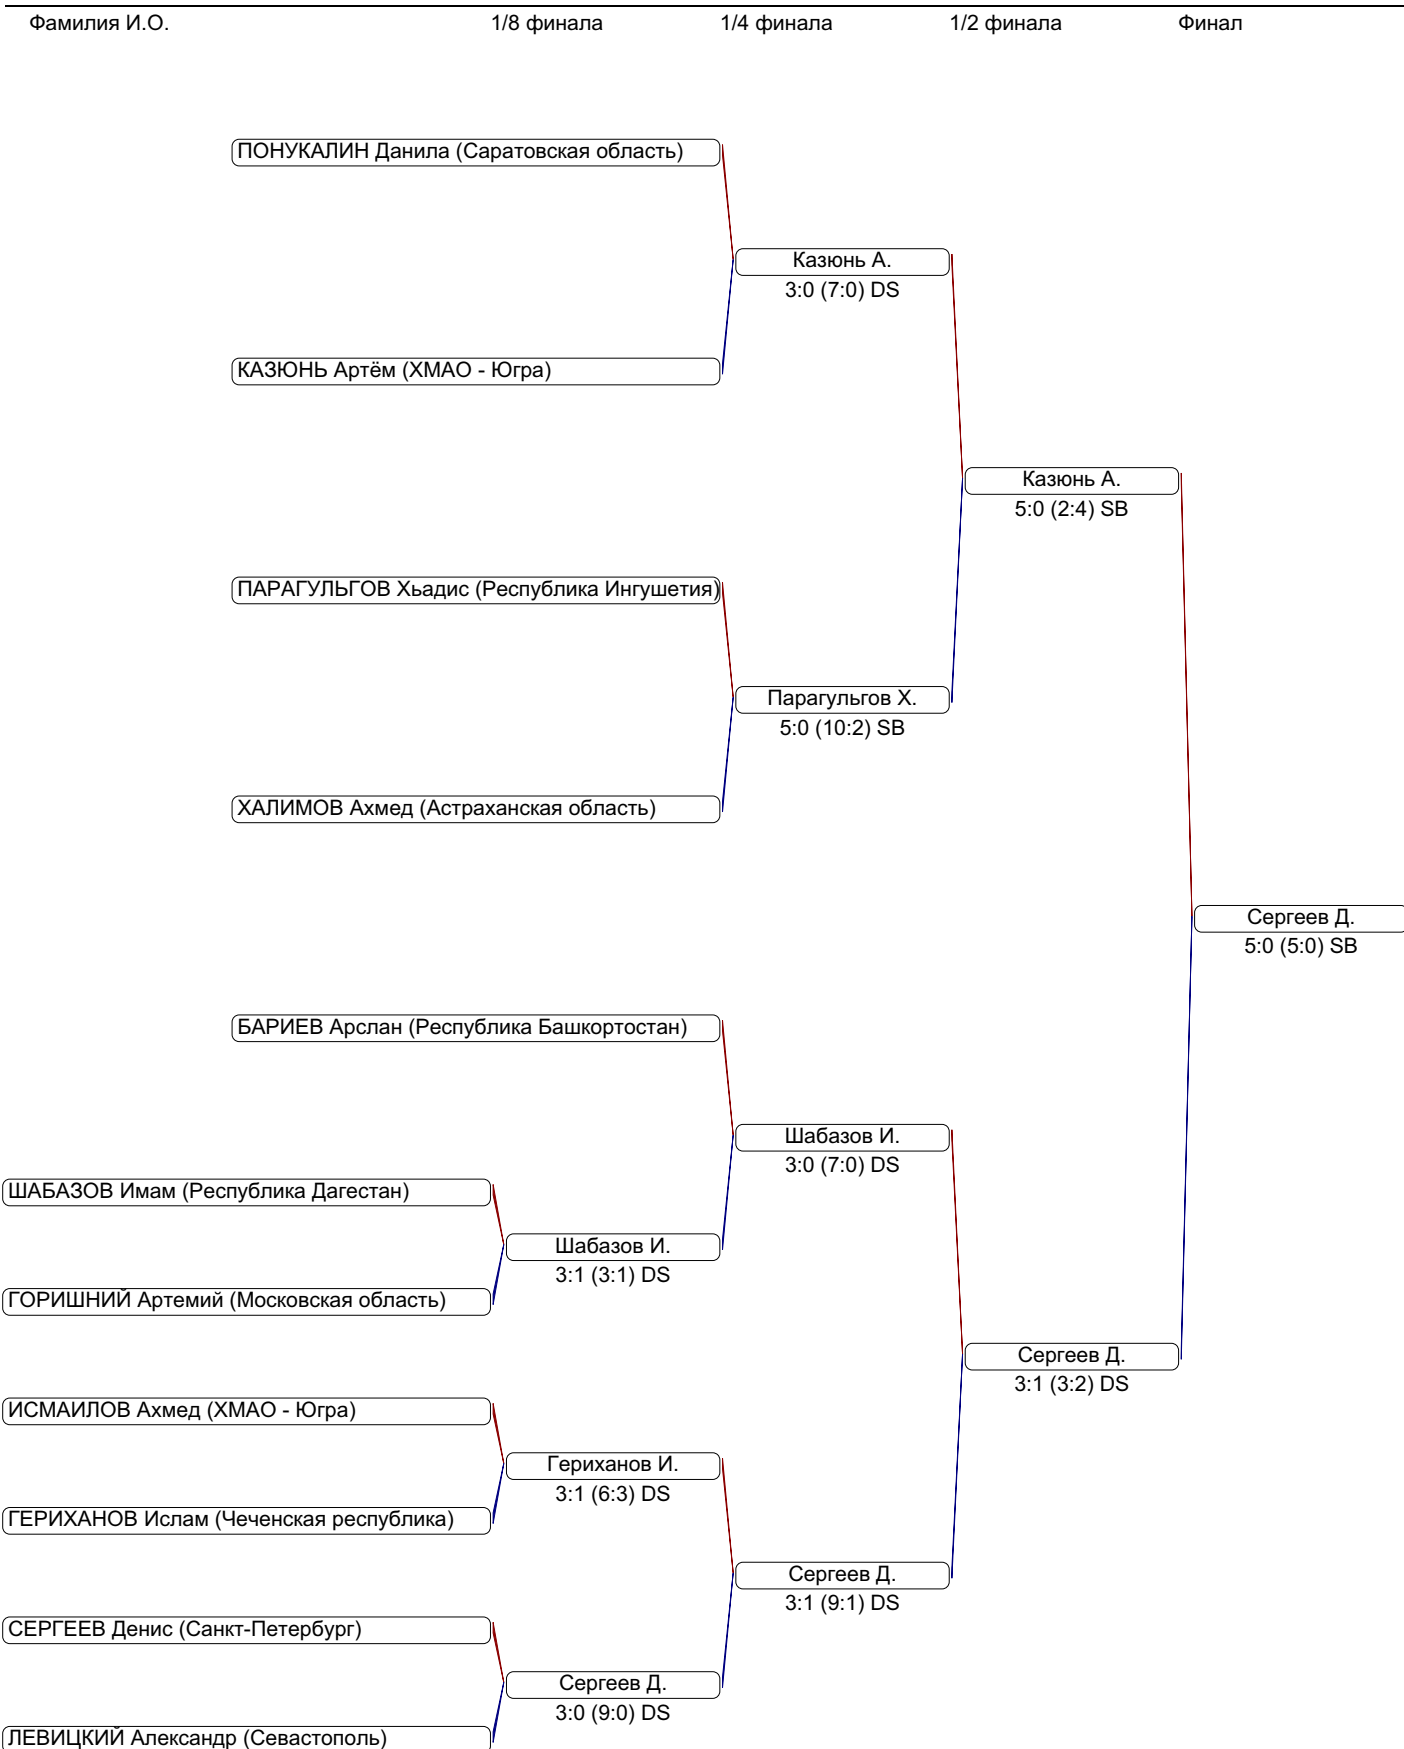 Фамилия И.О. 1/8 финала 1/4 финала 1/2 финала Финал
ПОНУКАЛИН Данила (Саратовская область)
Казюнь А.
3:0 (7:0) DS
КАЗЮНЬ Артём (ХМАО - Югра)
Казюнь А.
5:0 (2:4) SB
ПАРАГУЛЬГОВ Хьадис (Республика Ингушетия)
Парагульгов Х.
5:0 (10:2) SB
ХАЛИМОВ Ахмед (Астраханская область)
Сергеев Д.
5:0 (5:0) SB
БАРИЕВ Арслан (Республика Башкортостан)
Шабазов И.
3:0 (7:0) DS
ШАБАЗОВ Имам (Республика Дагестан)
Шабазов И.
3:1 (3:1) DS
ГОРИШНИЙ Артемий (Московская область)
Сергеев Д.
3:1 (3:2) DS
ИСМАИЛОВ Ахмед (ХМАО - Югра)
Гериханов И.
3:1 (6:3) DS
ГЕРИХАНОВ Ислам (Чеченская республика)
Сергеев Д.
3:1 (9:1) DS
СЕРГЕЕВ Денис (Санкт-Петербург)
Сергеев Д.
3:0 (9:0) DS
ЛЕВИЦКИЙ Александр (Севастополь)